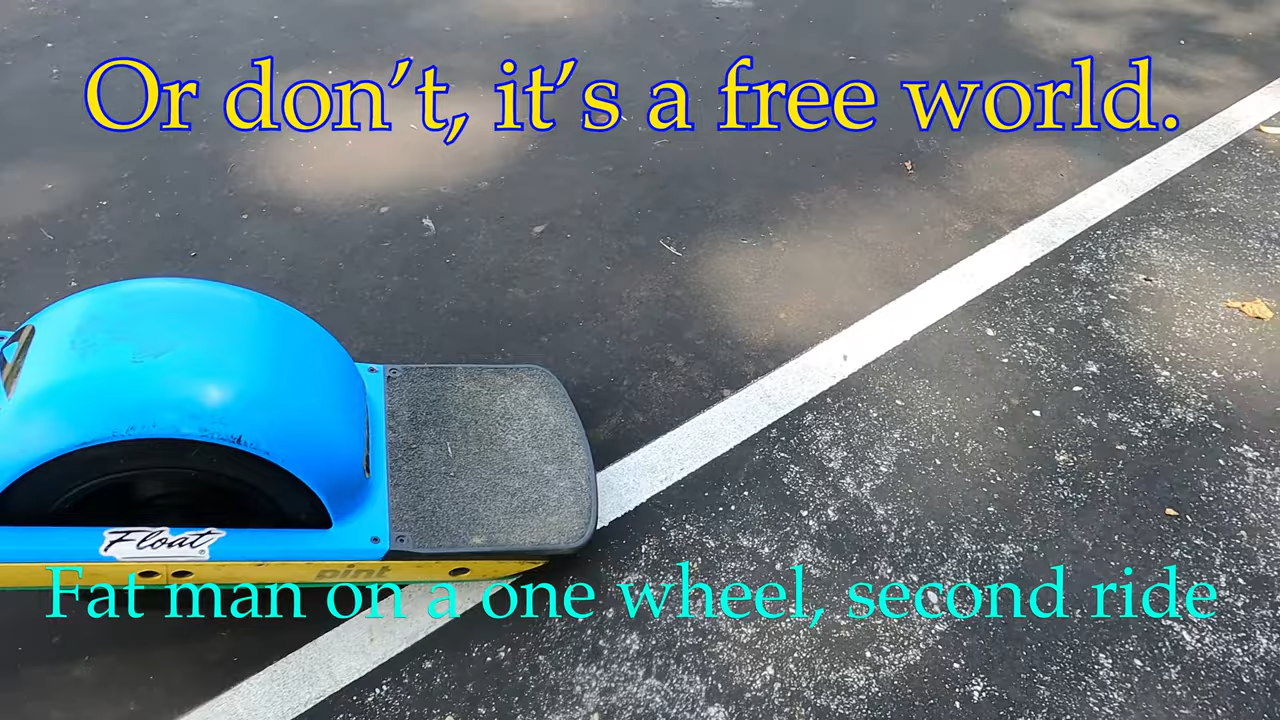 Or don't, it's a free world.
Float
pint
Fat man on a one wheel, second ride